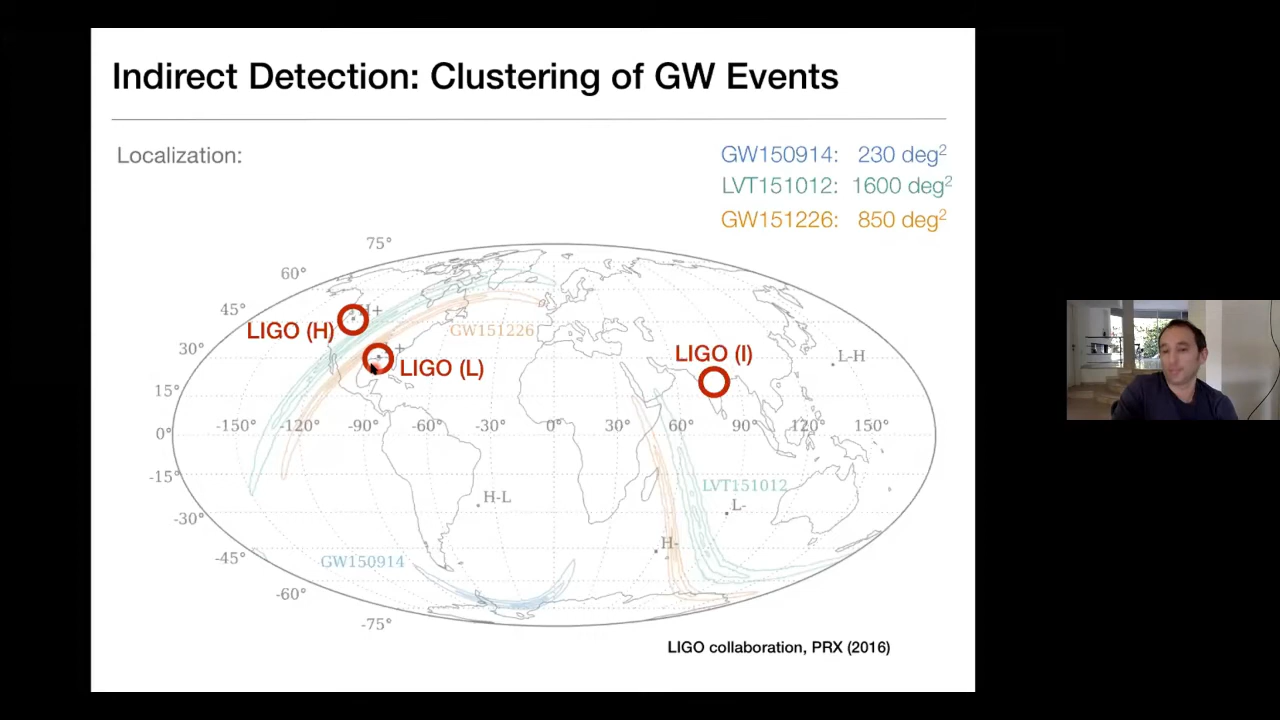 Indirect Detection: Clustering of GW Events
Localization:
GW150914: 230 deg²
LVT151012: 1600 deg²
GW151226: 850 deg²
75°
60°
45°
30°
15°
0°
-15°
-30°
-45°
-60°
-75°
-150° -120° -90° -60° -30° 0° 30° 60° 90° 120° 150°
LIGO (H)
LIGO (L)
LIGO (I)
GW151226
L-H
LVT151012
L-
H-L
H-
GW150914
LIGO collaboration, PRX (2016)